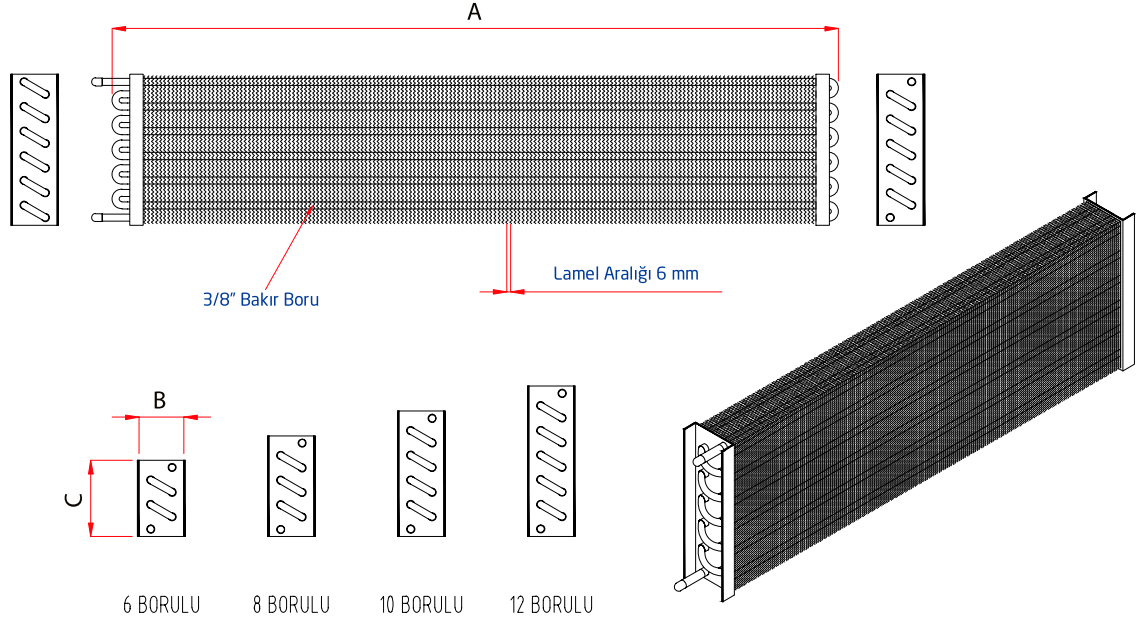 A
Lamel Aralığı 6 mm
3/8" Bakır Boru
B
C
6 BORULU
8 BORULU
10 BORULU
12 BORULU